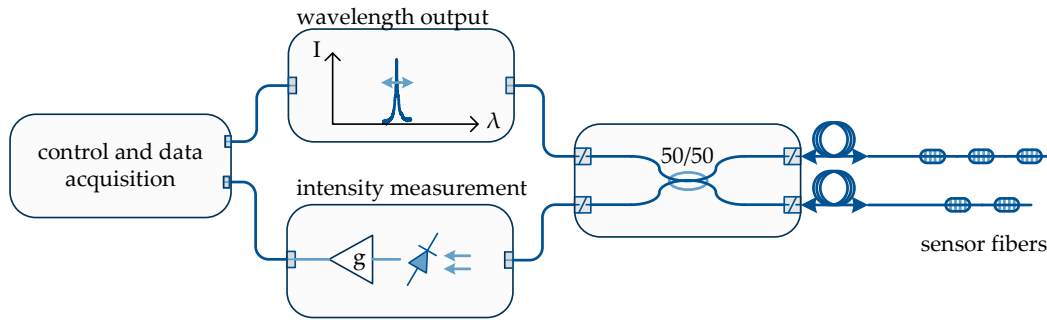 wavelength output
I
λ
control and data
acquisition
intensity measurement
g
50/50
sensor fibers